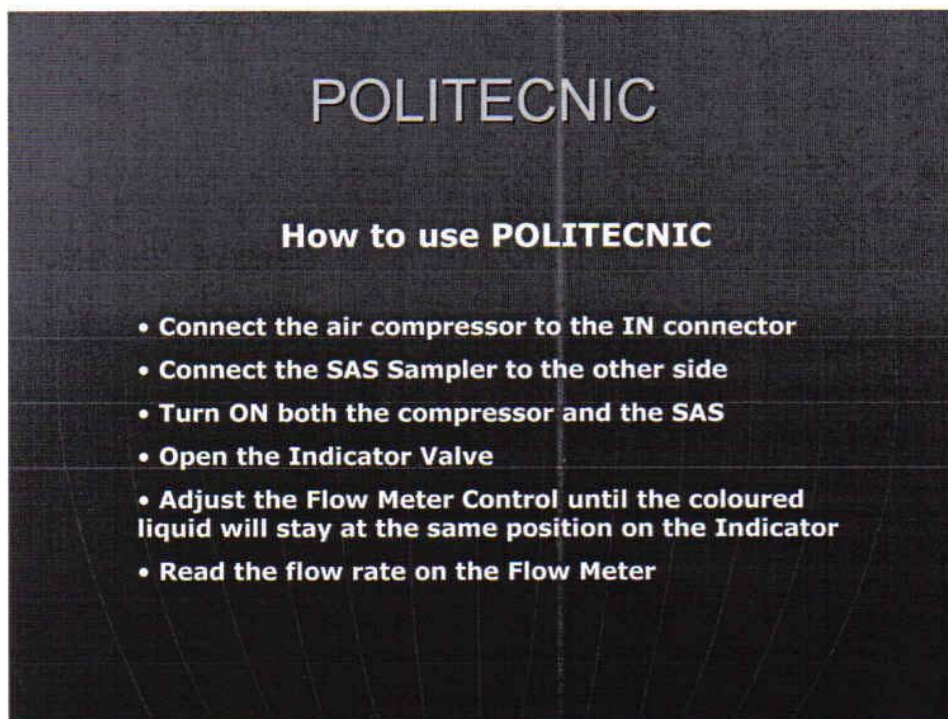 POLITECNIC
How to use POLITECNIC
• Connect the air compressor to the IN connector
• Connect the SAS Sampler to the other side
• Turn ON both the compressor and the SAS
• Open the Indicator Valve
• Adjust the Flow Meter Control until the coloured
liquid will stay at the same position on the Indicator
• Read the flow rate on the Flow Meter